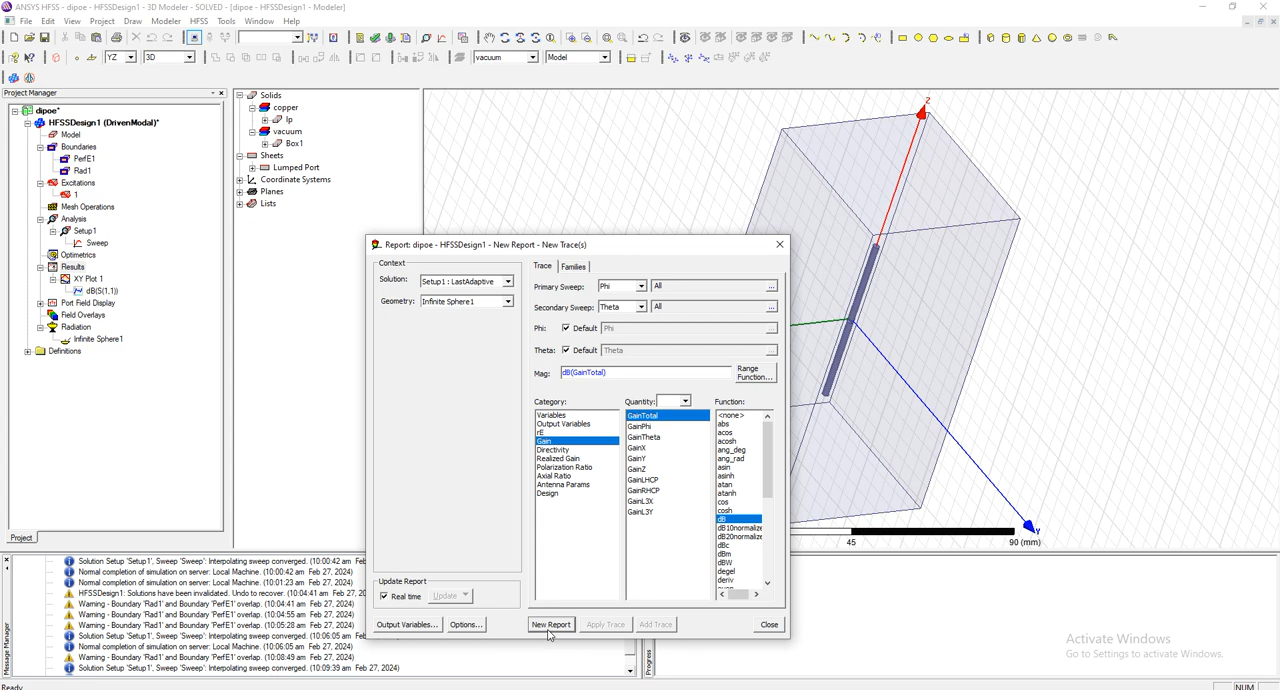 ANSYS HFSS - dipoe - HFSSDesign1 - 3D Modeler - SOLVED - [dipoe - HFSSDesign1 - Modeler]
File Edit View Project Draw Modeler HFSS Tools Window Help
vacuum Model
YZ 3D
Project Manager
dipoe*
HFSSDesign1 (DrivenModal)*
Model
Boundaries
PerfE1
Rad1
Excitations
1
Mesh Operations
Analysis
Setup1
Sweep
Optimetrics
Results
XY Plot 1
dB(S(1,1))
Port Field Display
Field Overlays
Radiation
Infinite Sphere1
Definitions
Project
Solids
copper
lp
vacuum
Box1
Sheets
Lumped Port
Coordinate Systems
Planes
Lists
Z
Y
45
90 (mm)
Report: dipoe - HFSSDesign1 - New Report - New Trace(s)
Context
Solution: Setup1 : LastAdaptive
Geometry: Infinite Sphere1
Update Report
Real time Update
Output Variables... Options...
Trace Families
Primary Sweep: Phi All ...
Secondary Sweep: Theta All ...
Phi: Default Phi ...
Theta: Default Theta ...
Mag: dB(GainTotal)
Range
Function...
Category:
Variables
Output Variables
rE
Gain
Directivity
Realized Gain
Polarization Ratio
Axial Ratio
Antenna Params
Design
Quantity:
GainTotal
GainPhi
GainTheta
GainX
GainY
GainZ
GainLHCP
GainRHCP
GainL3X
GainL3Y
Function:
<none>
abs
acos
acosh
ang_deg
ang_rad
asin
asinh
atan
atanh
cos
cosh
dB
dB10normalize
dB20normalize
dBc
dBm
dBW
degel
deriv
New Report Apply Trace Add Trace Close
Message Manager
Solution Setup 'Setup1', Sweep 'Sweep': Interpolating sweep converged. (10:00:42 am Feb
Normal completion of simulation on server: Local Machine. (10:00:42 am Feb 27, 2024)
Normal completion of simulation on server: Local Machine. (10:01:23 am Feb 27, 2024)
HFSSDesign1: Solutions have been invalidated. Undo to recover. (10:04:41 am Feb 27, 20
Warning - Boundary 'Rad1' and Boundary 'PerfE1' overlap. (10:04:41 am Feb 27, 2024)
Warning - Boundary 'Rad1' and Boundary 'PerfE1' overlap. (10:04:55 am Feb 27, 2024)
Warning - Boundary 'Rad1' and Boundary 'PerfE1' overlap. (10:05:28 am Feb 27, 2024)
Solution Setup 'Setup1', Sweep 'Sweep': Interpolating sweep converged. (10:06:05 am Feb
Normal completion of simulation on server: Local Machine. (10:06:05 am Feb 27, 2024)
Warning - Boundary 'Rad1' and Boundary 'PerfE1' overlap. (10:08:49 am Feb 27, 2024)
Solution Setup 'Setup1', Sweep 'Sweep': Interpolating sweep converged. (10:09:39 am Feb 27, 2024)
Progress
Activate Windows
Go to Settings to activate Windows.
Ready
NUM